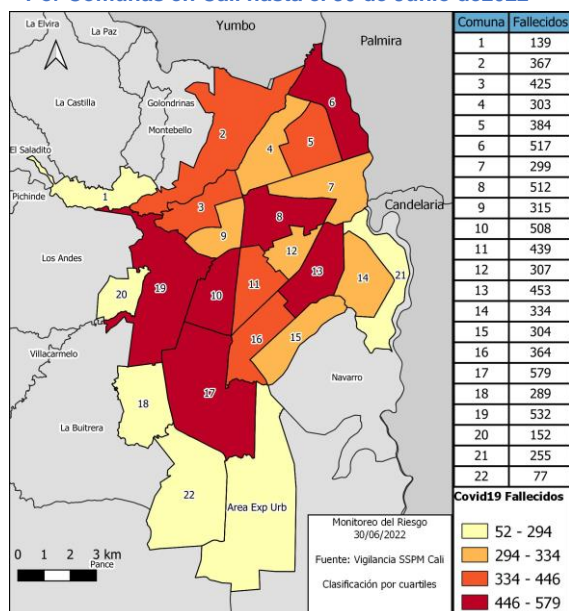 Por Comunas en Cali hasta el 30 de Junio de2022
La Elvira
La Paz
Yumbo
Palmira
La Castilla
Golondrinas
Montebello
El Saladito
Pichinde
Los Andes
Candelaria
Villacarmelo
La Buitrera
Navarro
Area Exp Urb
Pance
1
2
3
4
5
6
7
8
9
10
11
12
13
14
15
16
17
18
19
20
21
22
0 1 2 3 km
Monitoreo del Riesgo
30/06/2022
Fuente: Vigilancia SSPM Cali
Clasificación por cuartiles
Comuna Fallecidos
1 139
2 367
3 425
4 303
5 384
6 517
7 299
8 512
9 315
10 508
11 439
12 307
13 453
14 334
15 304
16 364
17 579
18 289
19 532
20 152
21 255
22 77
Covid19 Fallecidos
52 - 294
294 - 334
334 - 446
446 - 579